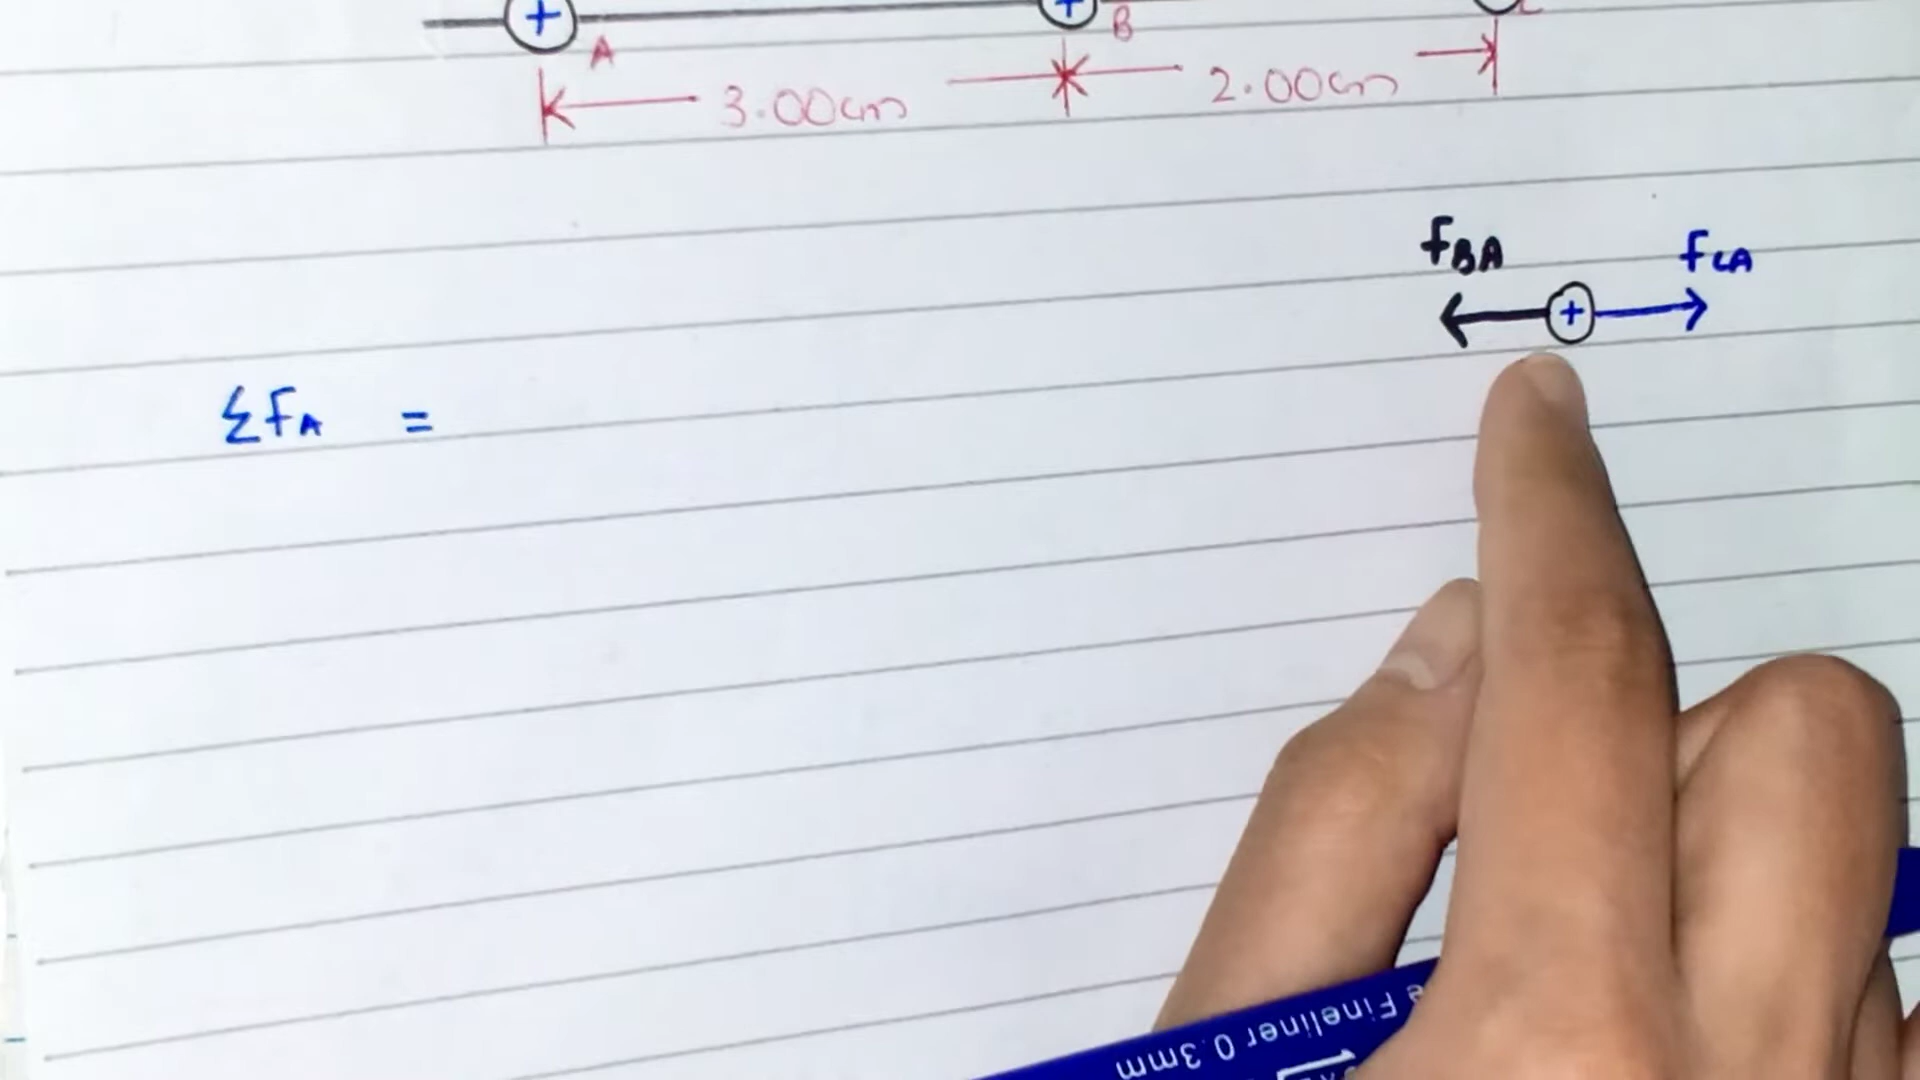 + A + B
3.00cm 2.00cm
fBA fCA
+
ΣfA =
e Fineliner 0.3mm